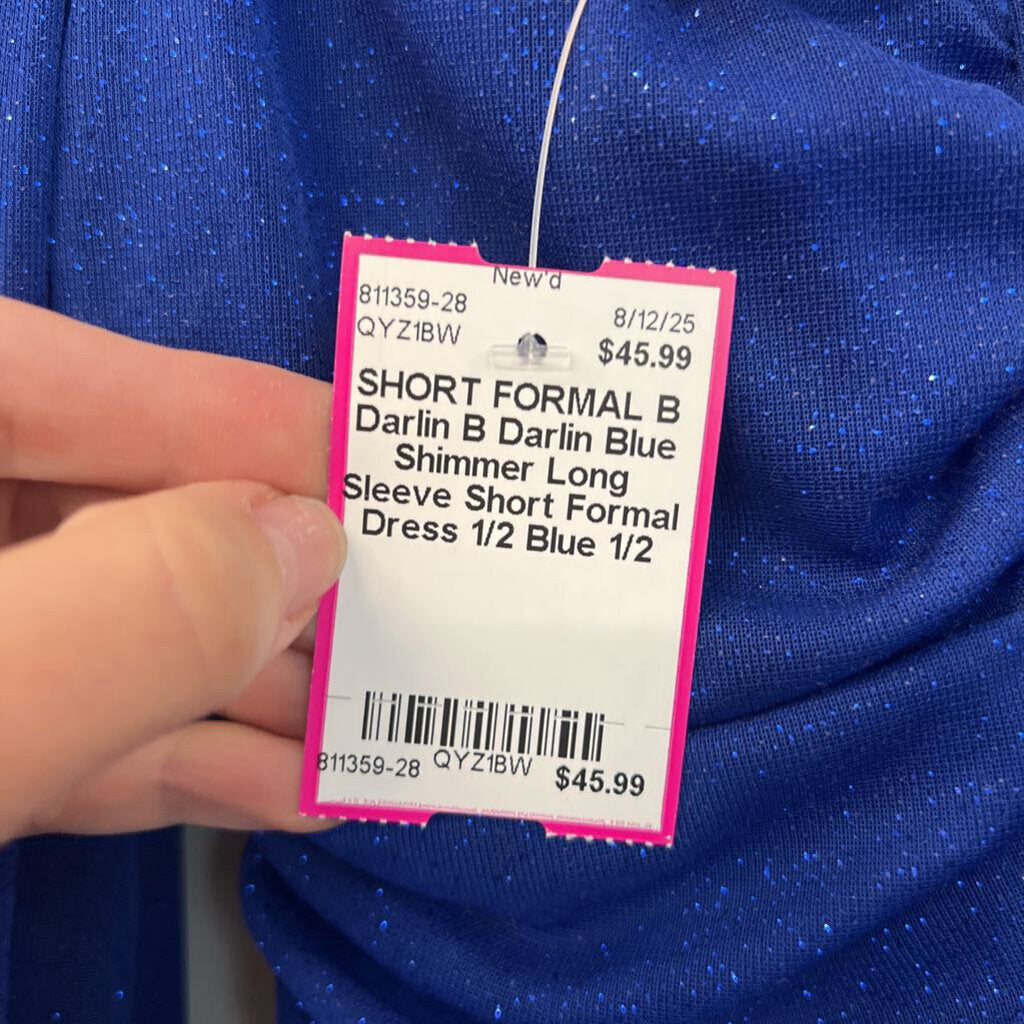 New'd
811359-28
8/12/25
QYZ1BW
$45.99
SHORT FORMAL B
Darlin B Darlin Blue
Shimmer Long
Sleeve Short Formal
Dress 1/2 Blue 1/2
811359-28 QYZ1BW $45.99